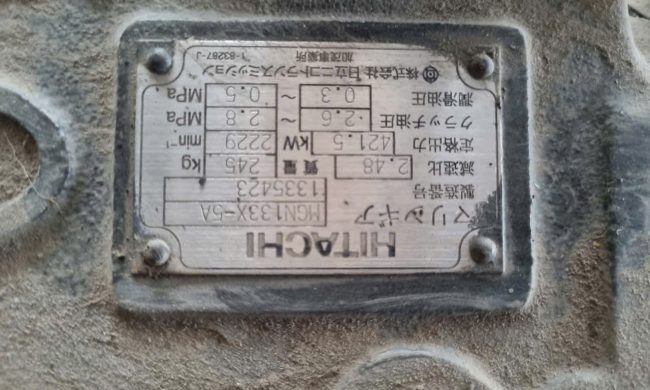 HITACHI
マリンギア MGN133X-5A
製造番号 1335423
減速比 2.48 質量 245 kg
定格出力 421.5 kW 2229 min⁻¹
クラッチ油圧 2.6 ~ 2.8 MPa
潤滑油圧 0.3 ~ 0.5 MPa
株式会社 日立ニコトランスミッション
加茂事業所 1-83287-J